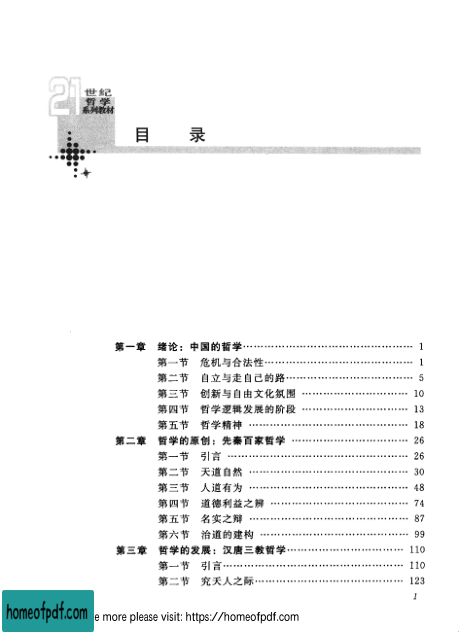 21
世纪
哲学
系列教材
目 录
第一章 绪论：中国的哲学…… 1
第一节 危机与合法性…… 1
第二节 自立与走自己的路…… 5
第三节 创新与自由文化氛围…… 10
第四节 哲学逻辑发展的阶段…… 13
第五节 哲学精神…… 18
第二章 哲学的原创：先秦百家哲学…… 26
第一节 引言…… 26
第二节 天道自然…… 30
第三节 人道有为…… 48
第四节 道德利益之辨…… 74
第五节 名实之辩…… 87
第六节 治道的建构…… 99
第三章 哲学的发展：汉唐三教哲学…… 110
第一节 引言…… 110
第二节 究天人之际…… 123
1
homeofpdf.com
e more please visit: https://homeofpdf.com